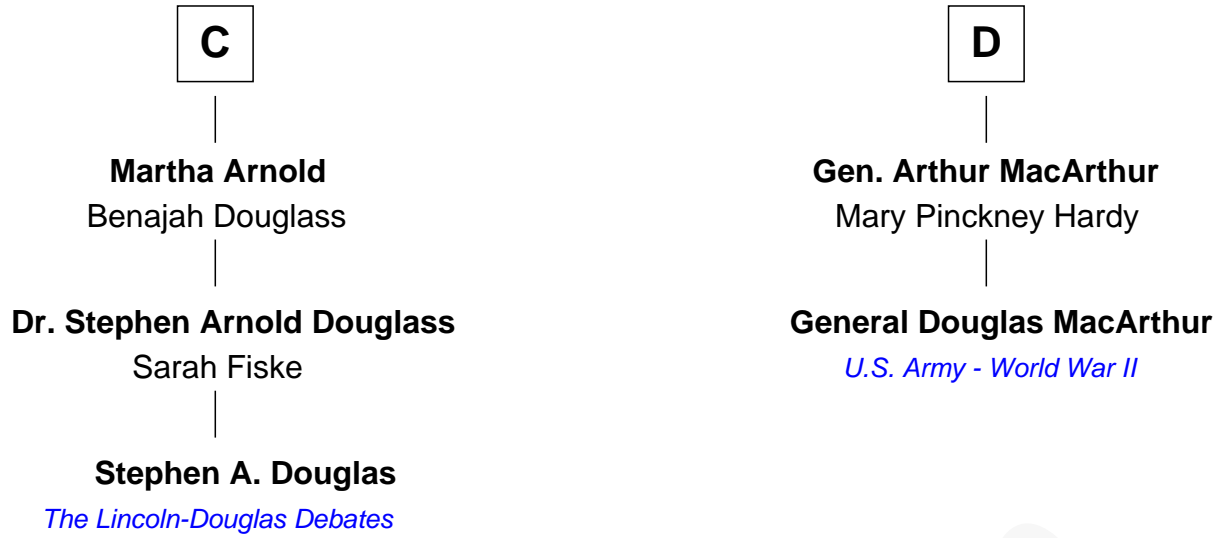 C
Martha Arnold
Benajah Douglass
Dr. Stephen Arnold Douglass
Sarah Fiske
Stephen A. Douglas
The Lincoln-Douglas Debates
D
Gen. Arthur MacArthur
Mary Pinckney Hardy
General Douglas MacArthur
U.S. Army - World War II